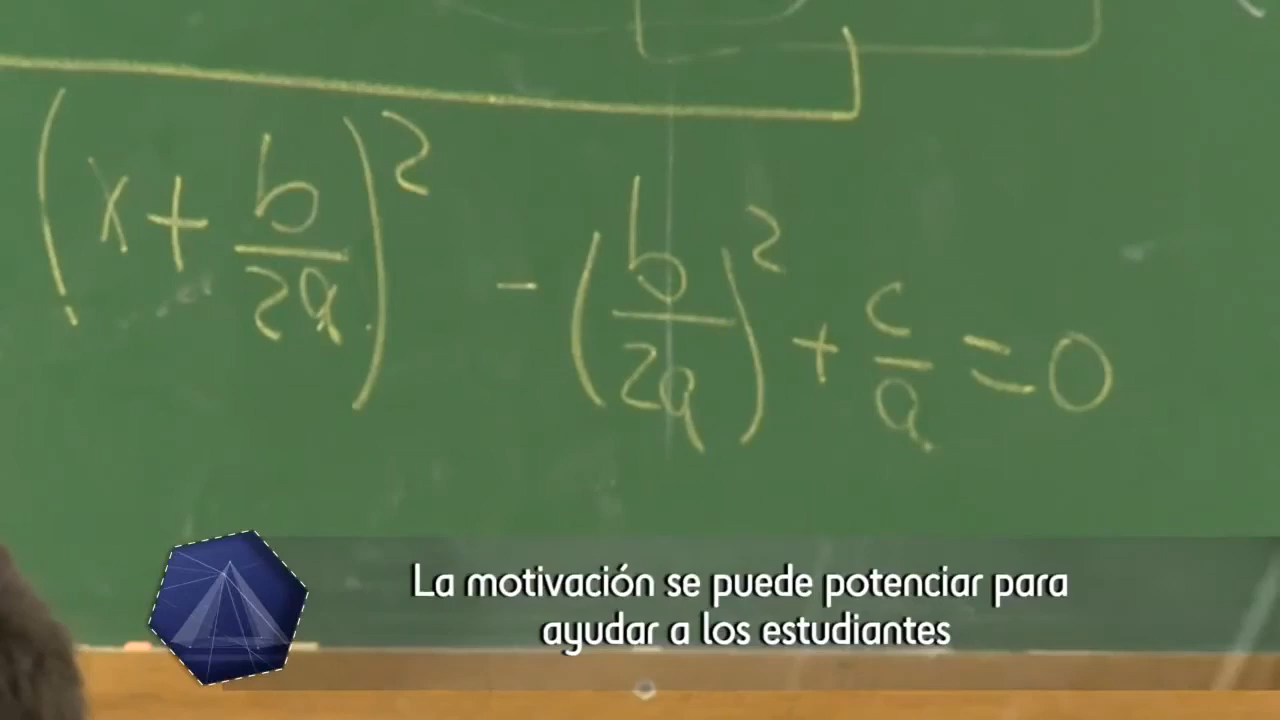 (x + b/2a)² - (b/2a)² + c/a = 0
La motivación se puede potenciar para
ayudar a los estudiantes